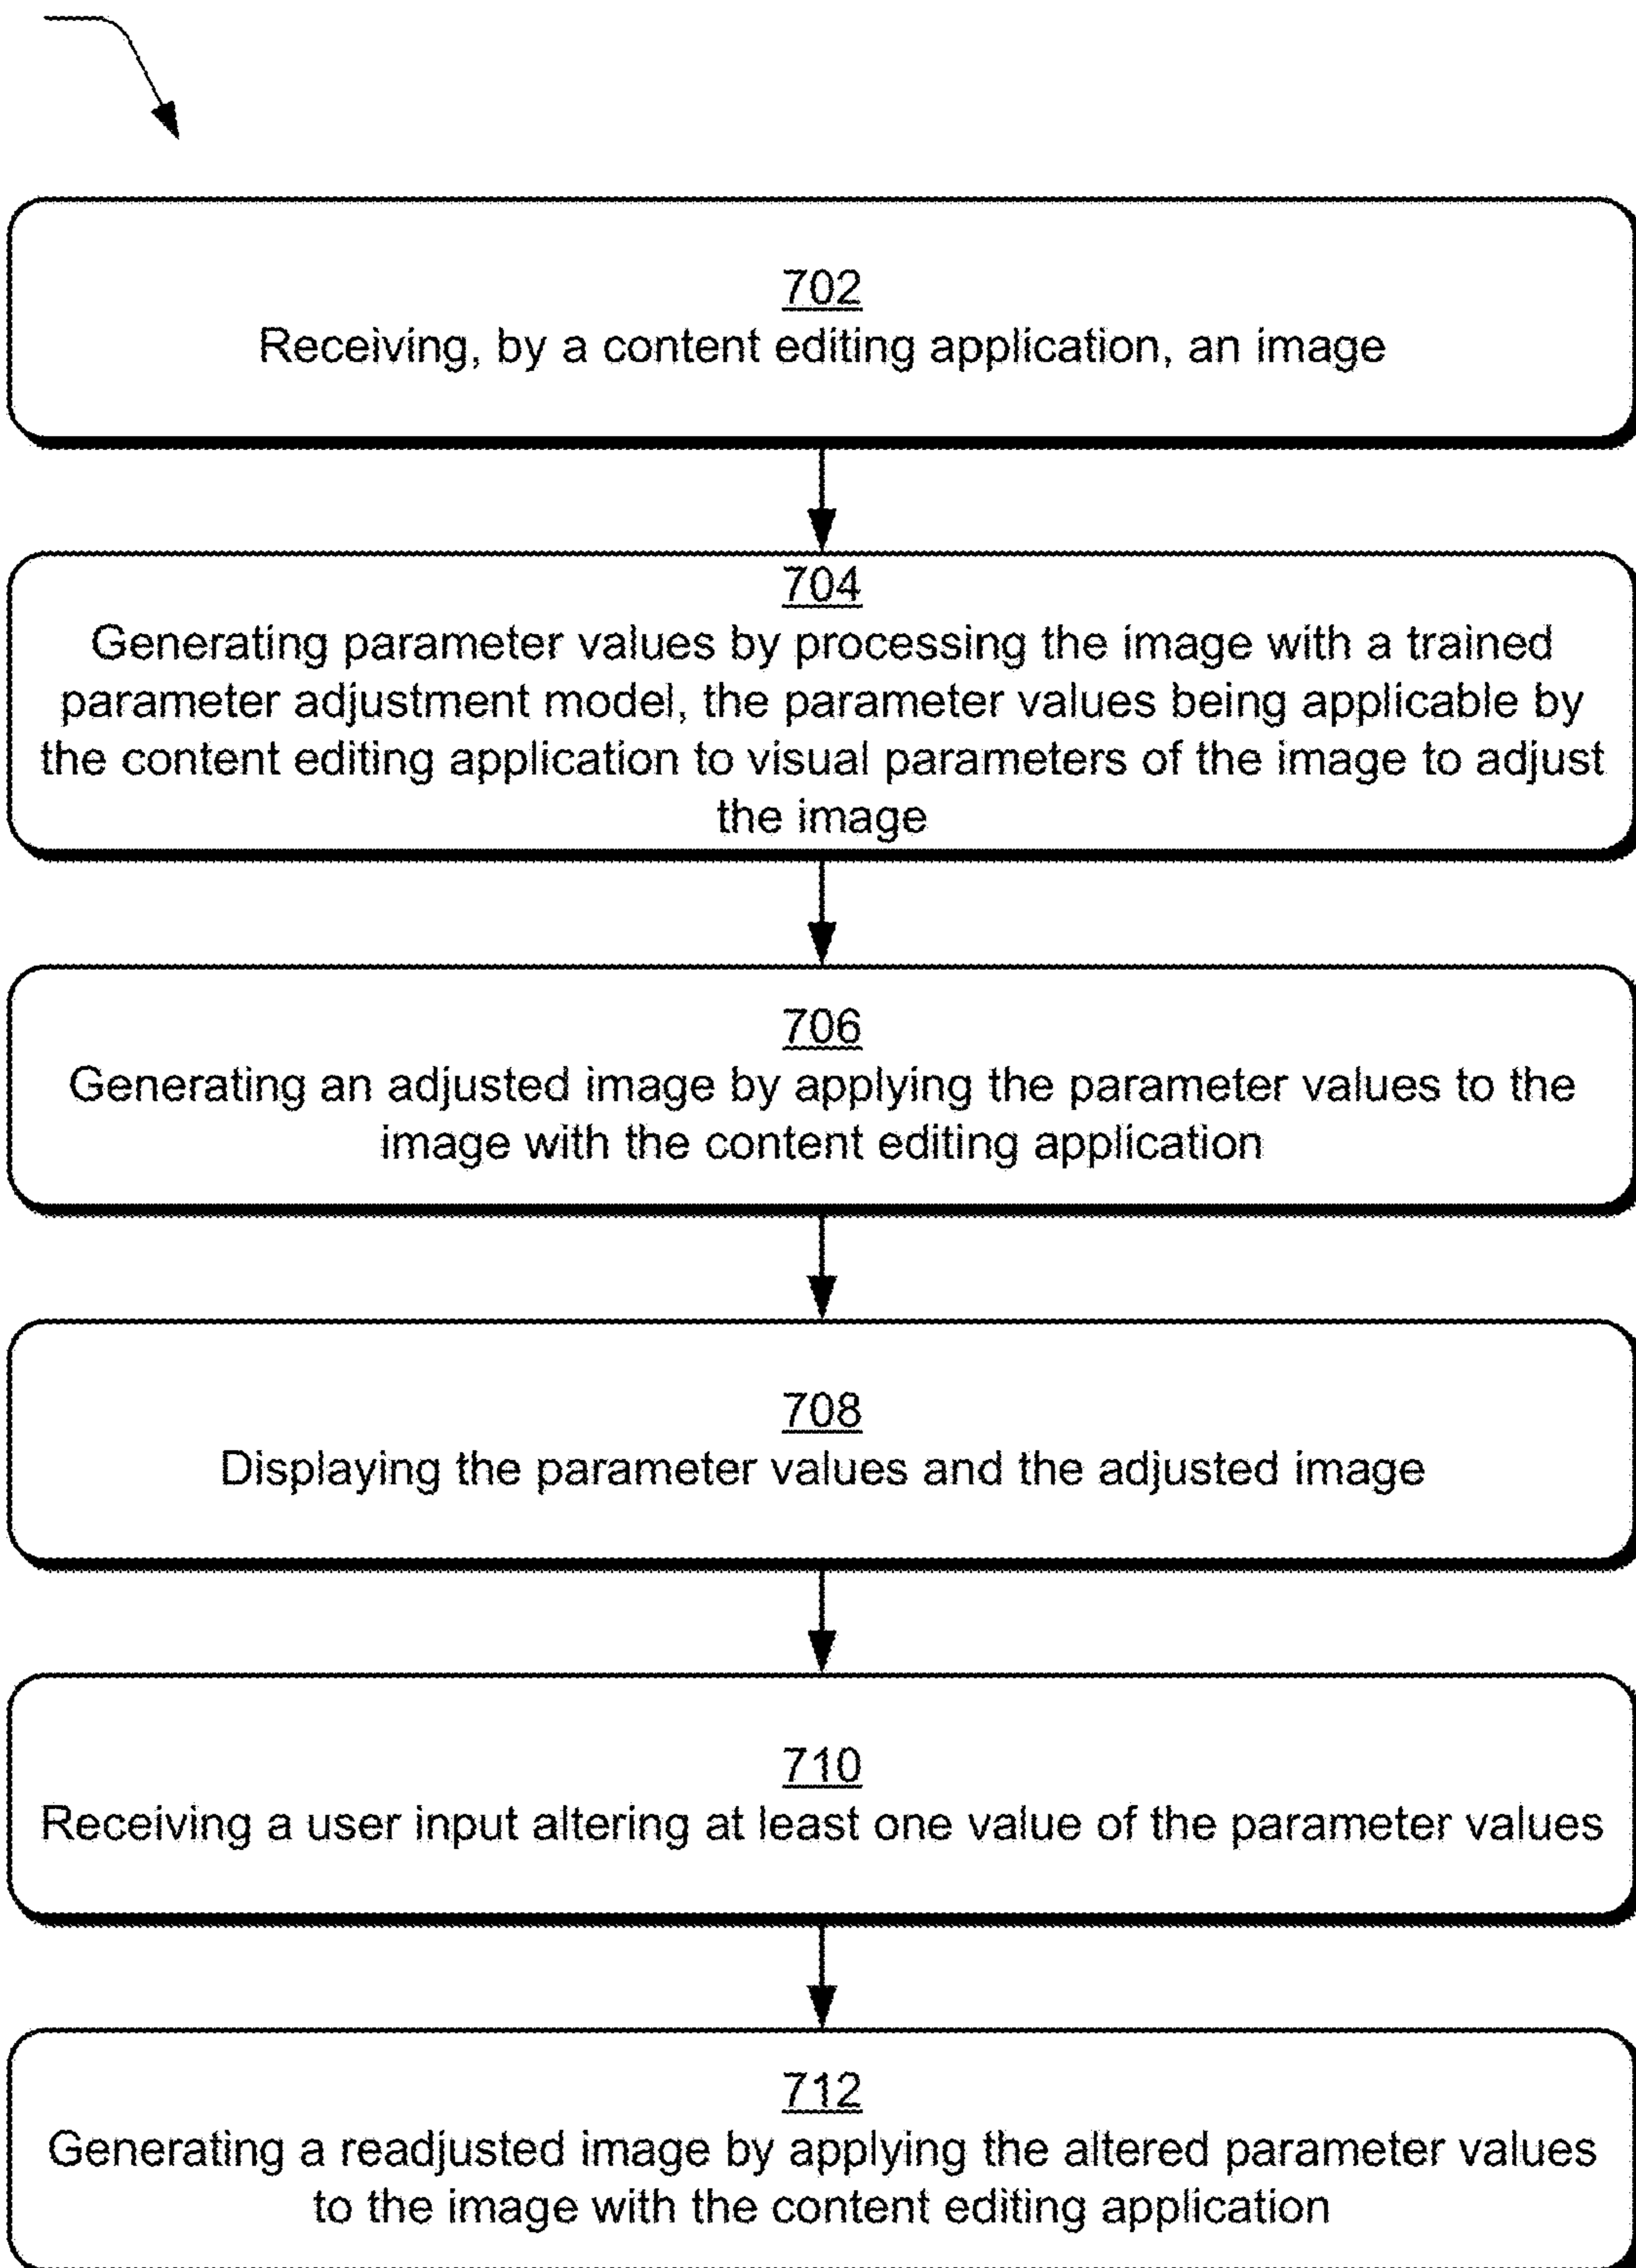 702
Receiving, by a content editing application, an image
704
Generating parameter values by processing the image with a trained
parameter adjustment model, the parameter values being applicable by
the content editing application to visual parameters of the image to adjust
the image
706
Generating an adjusted image by applying the parameter values to the
image with the content editing application
708
Displaying the parameter values and the adjusted image
710
Receiving a user input altering at least one value of the parameter values
712
Generating a readjusted image by applying the altered parameter values
to the image with the content editing application